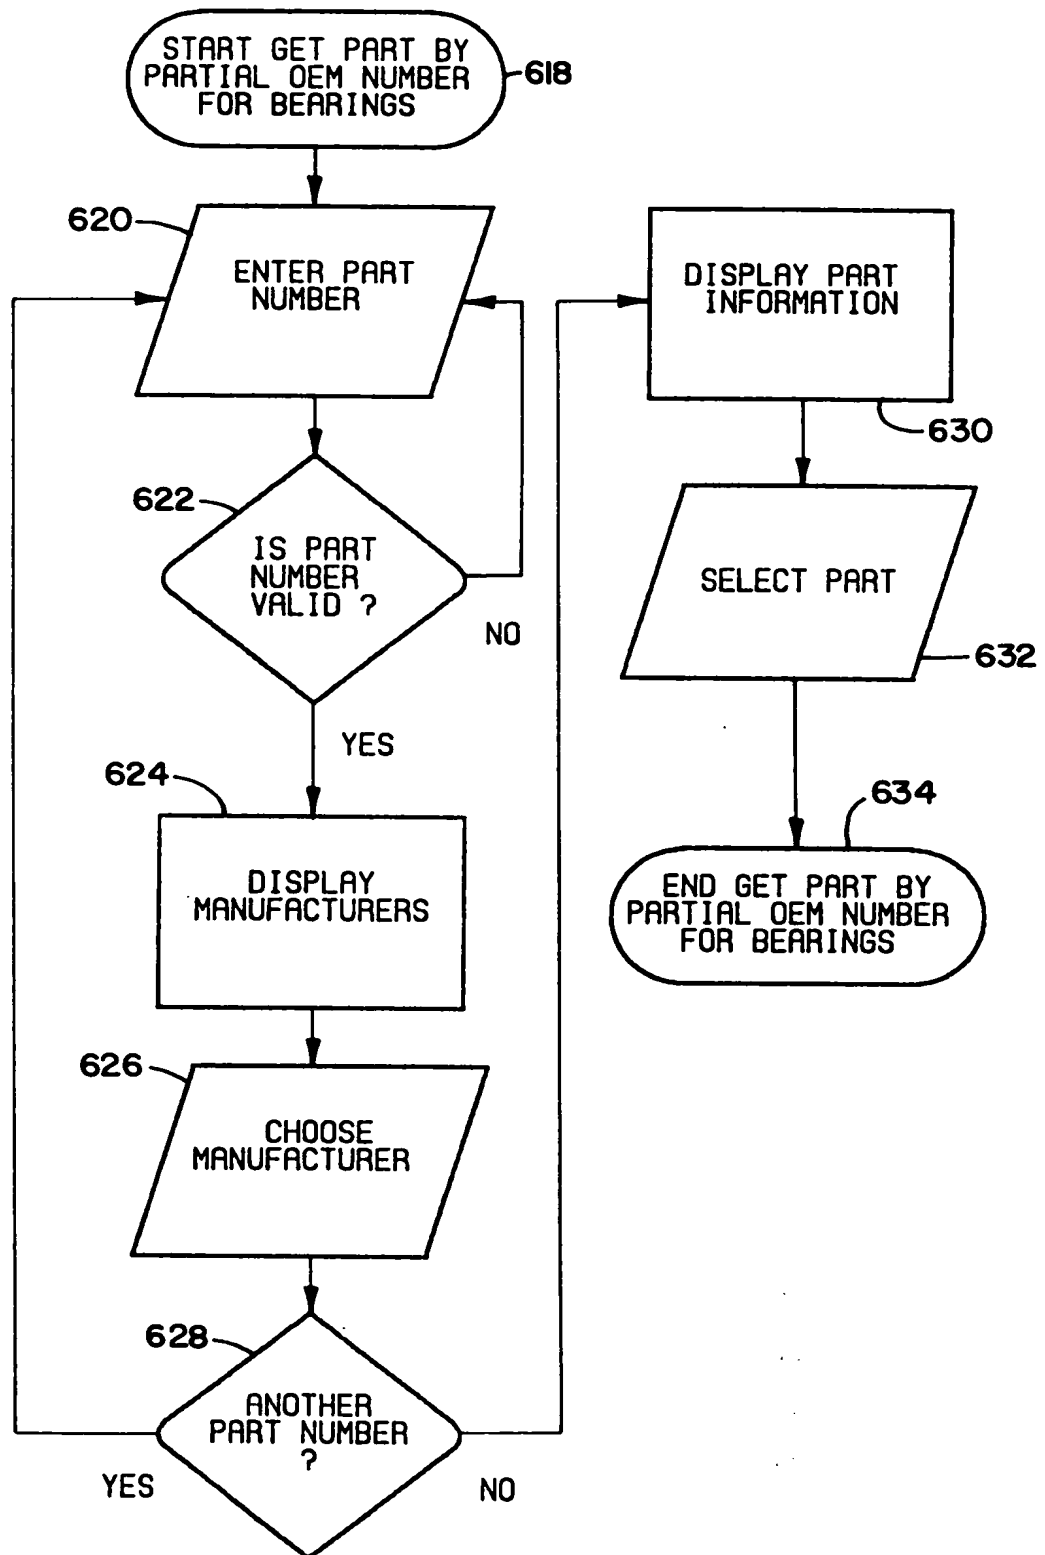 START GET PART BY
PARTIAL OEM NUMBER
FOR BEARINGS
618
620
ENTER PART
NUMBER
622
IS PART
NUMBER
VALID ?
NO
YES
624
DISPLAY
MANUFACTURERS
626
CHOOSE
MANUFACTURER
628
ANOTHER
PART NUMBER
?
YES
NO
DISPLAY PART
INFORMATION
630
SELECT PART
632
634
END GET PART BY
PARTIAL OEM NUMBER
FOR BEARINGS